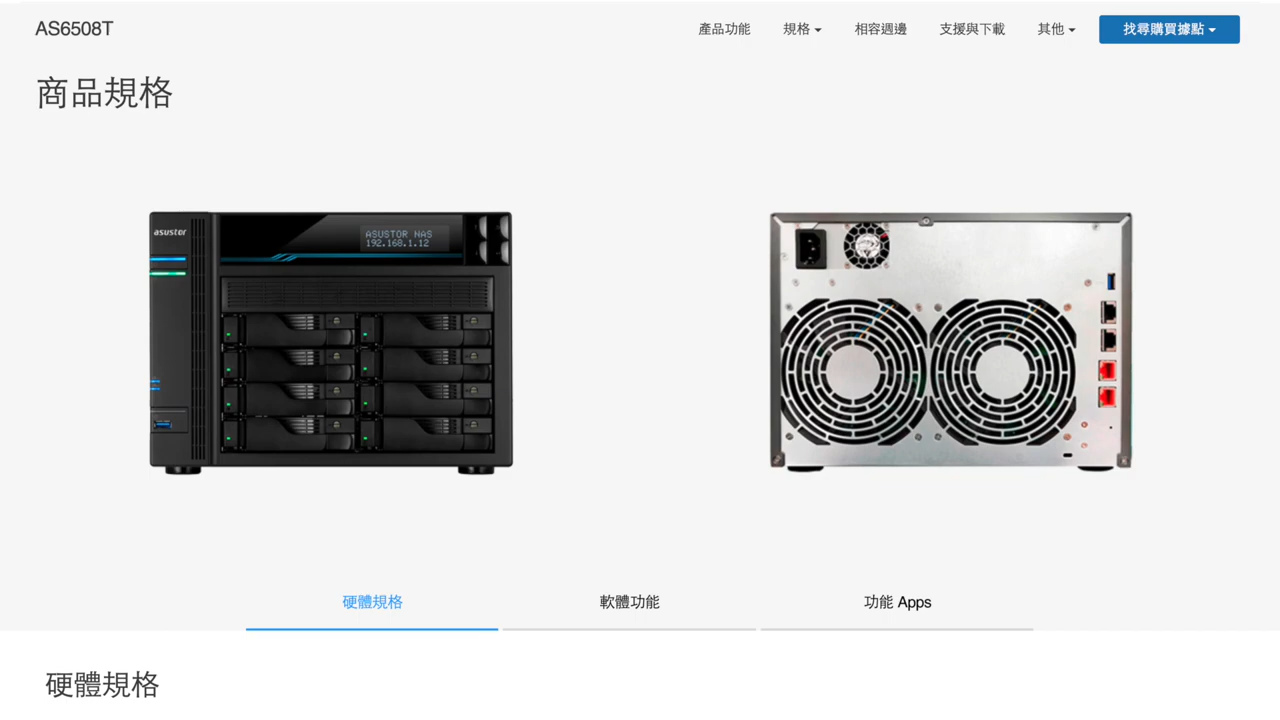 AS6508T
產品功能
規格
相容週邊
支援與下載
其他
找尋購買據點
商品規格
asustor
ASUSTOR NAS
192.168.1.12
硬體規格
軟體功能
功能 Apps
硬體規格